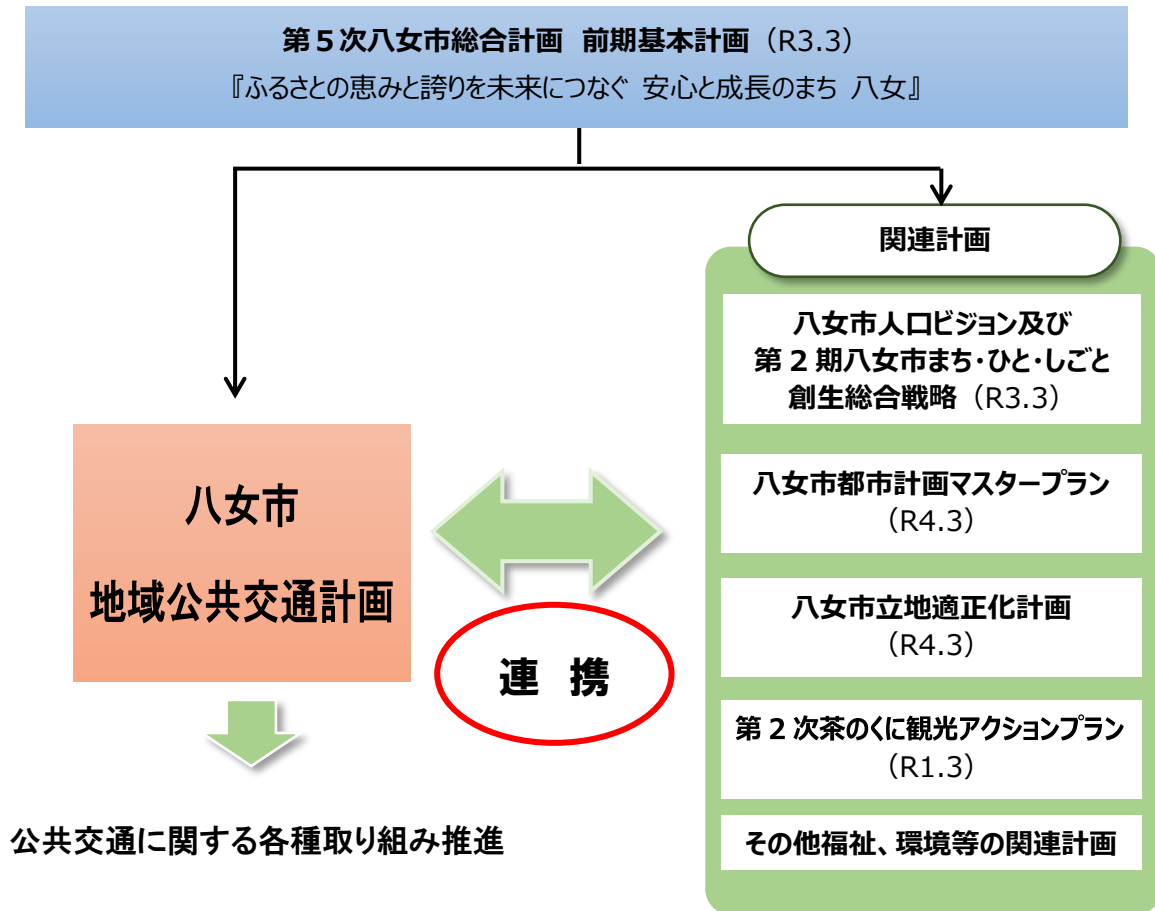 第5次八女市総合計画 前期基本計画（R3.3）
『ふるさとの恵みと誇りを未来につなぐ 安心と成長のまち 八女』
関連計画
八女市人口ビジョン及び
第2期八女市まち・ひと・しごと
創生総合戦略（R3.3）
八女市都市計画マスタープラン
（R4.3）
八女市立地適正化計画
（R4.3）
第2次茶のくに観光アクションプラン
（R1.3）
その他福祉、環境等の関連計画
八女市
地域公共交通計画
連 携
公共交通に関する各種取り組み推進